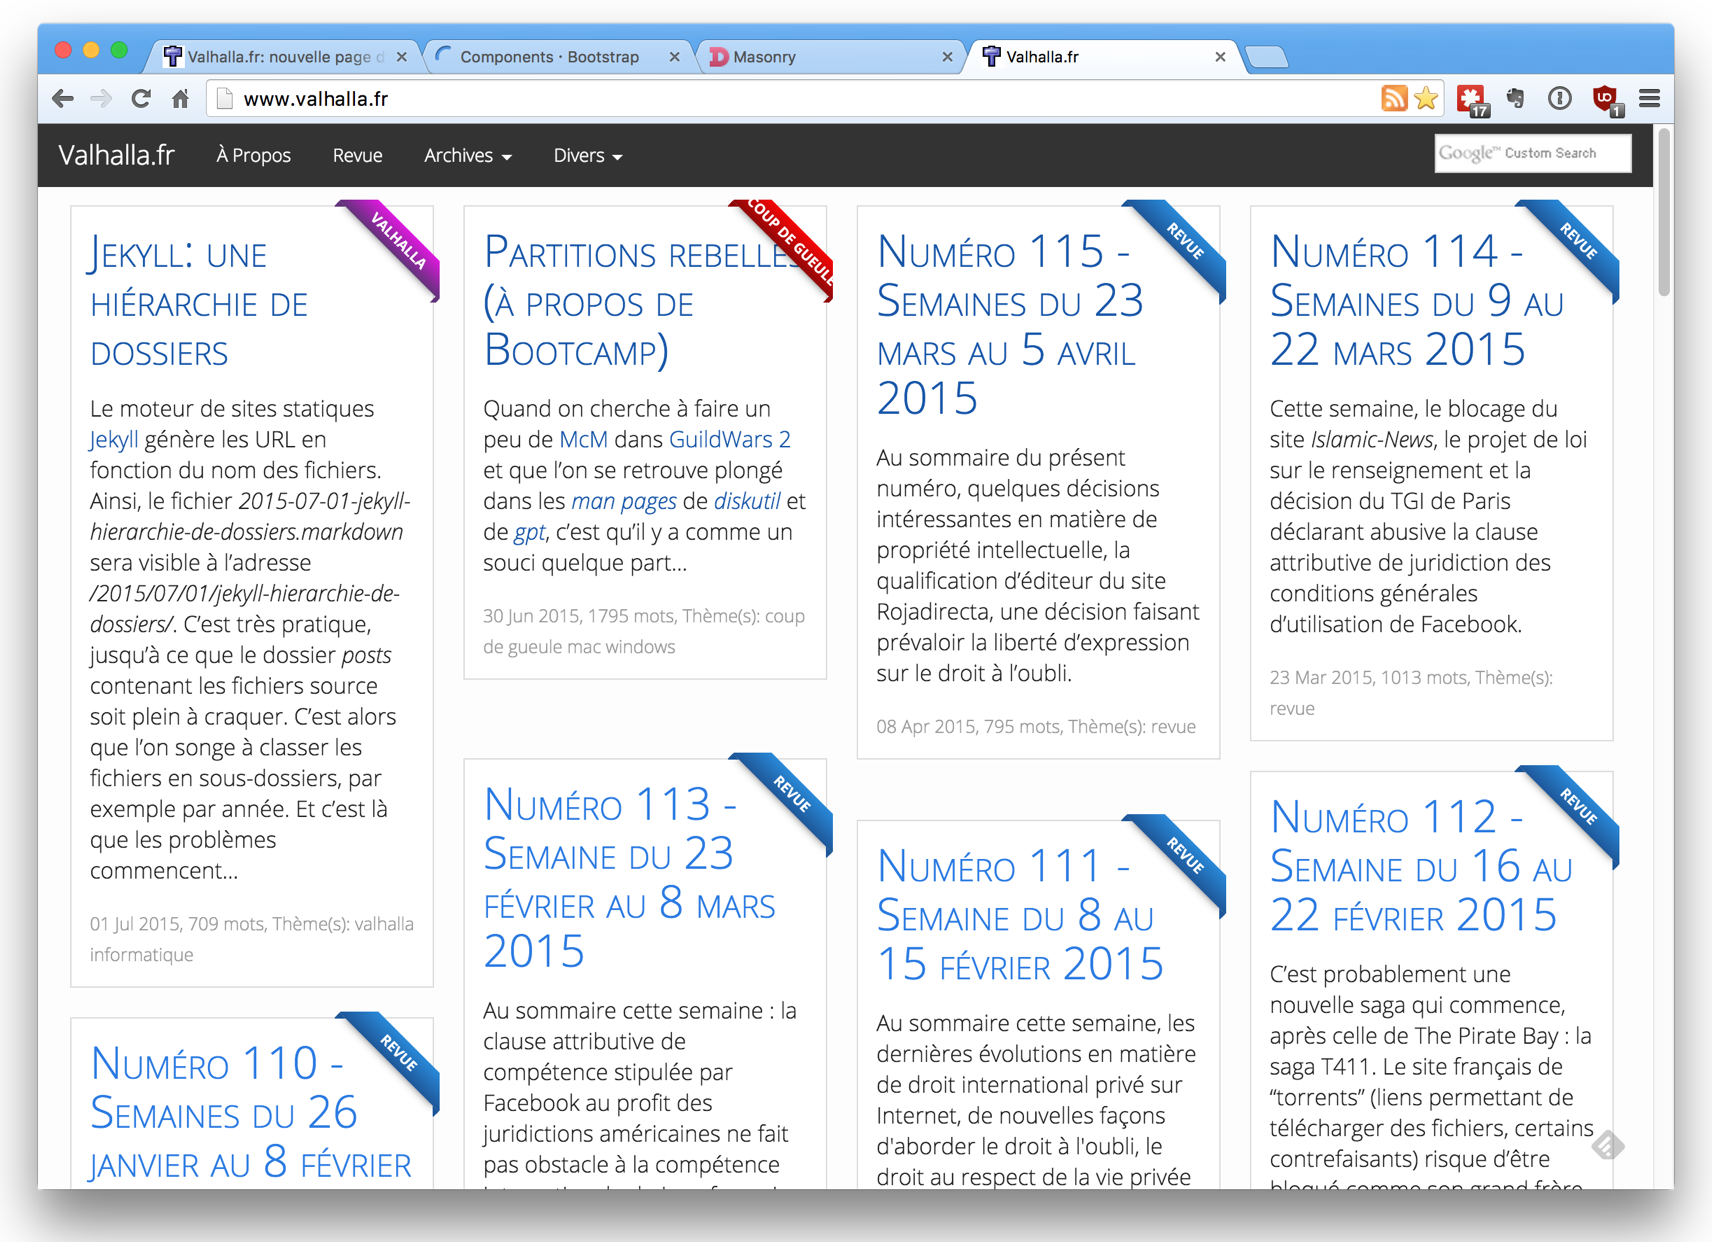 Valhalla.fr: nouvelle page d
Components · Bootstrap
Masonry
Valhalla.fr
www.valhalla.fr
17
1
Valhalla.fr
À Propos
Revue
Archives
Divers
Google™ Custom Search
VALHALLA
Jekyll: une
hiérarchie de
dossiers
Le moteur de sites statiques
Jekyll génère les URL en
fonction du nom des fichiers.
Ainsi, le fichier 2015-07-01-jekyll-
hierarchie-de-dossiers.markdown
sera visible à l’adresse
/2015/07/01/jekyll-hierarchie-de-
dossiers/. C’est très pratique,
jusqu’à ce que le dossier posts
contenant les fichiers source
soit plein à craquer. C’est alors
que l’on songe à classer les
fichiers en sous-dossiers, par
exemple par année. Et c’est là
que les problèmes
commencent...
01 Jul 2015, 709 mots, Thème(s): valhalla
informatique
COUP DE GUEULE
Partitions rebelles
(à propos de
Bootcamp)
Quand on cherche à faire un
peu de McM dans GuildWars 2
et que l’on se retrouve plongé
dans les man pages de diskutil et
de gpt, c’est qu’il y a comme un
souci quelque part...
30 Jun 2015, 1795 mots, Thème(s): coup
de gueule mac windows
REVUE
Numéro 115 -
Semaines du 23
mars au 5 avril
2015
Au sommaire du présent
numéro, quelques décisions
intéressantes en matière de
propriété intellectuelle, la
qualification d’éditeur du site
Rojadirecta, une décision faisant
prévaloir la liberté d’expression
sur le droit à l’oubli.
08 Apr 2015, 795 mots, Thème(s): revue
REVUE
Numéro 114 -
Semaines du 9 au
22 mars 2015
Cette semaine, le blocage du
site Islamic-News, le projet de loi
sur le renseignement et la
décision du TGI de Paris
déclarant abusive la clause
attributive de juridiction des
conditions générales
d’utilisation de Facebook.
23 Mar 2015, 1013 mots, Thème(s):
revue
REVUE
Numéro 110 -
Semaines du 26
janvier au 8 février
REVUE
Numéro 113 -
Semaine du 23
février au 8 mars
2015
Au sommaire cette semaine : la
clause attributive de
compétence stipulée par
Facebook au profit des
juridictions américaines ne fait
pas obstacle à la compétence
REVUE
Numéro 111 -
Semaine du 8 au
15 février 2015
Au sommaire cette semaine, les
dernières évolutions en matière
de droit international privé sur
Internet, de nouvelles façons
d'aborder le droit à l'oubli, le
droit au respect de la vie privée
REVUE
Numéro 112 -
Semaine du 16 au
22 février 2015
C’est probablement une
nouvelle saga qui commence,
après celle de The Pirate Bay : la
saga T411. Le site français de
“torrents” (liens permettant de
télécharger des fichiers, certains
contrefaisants) risque d’être
bloqué comme son grand frère